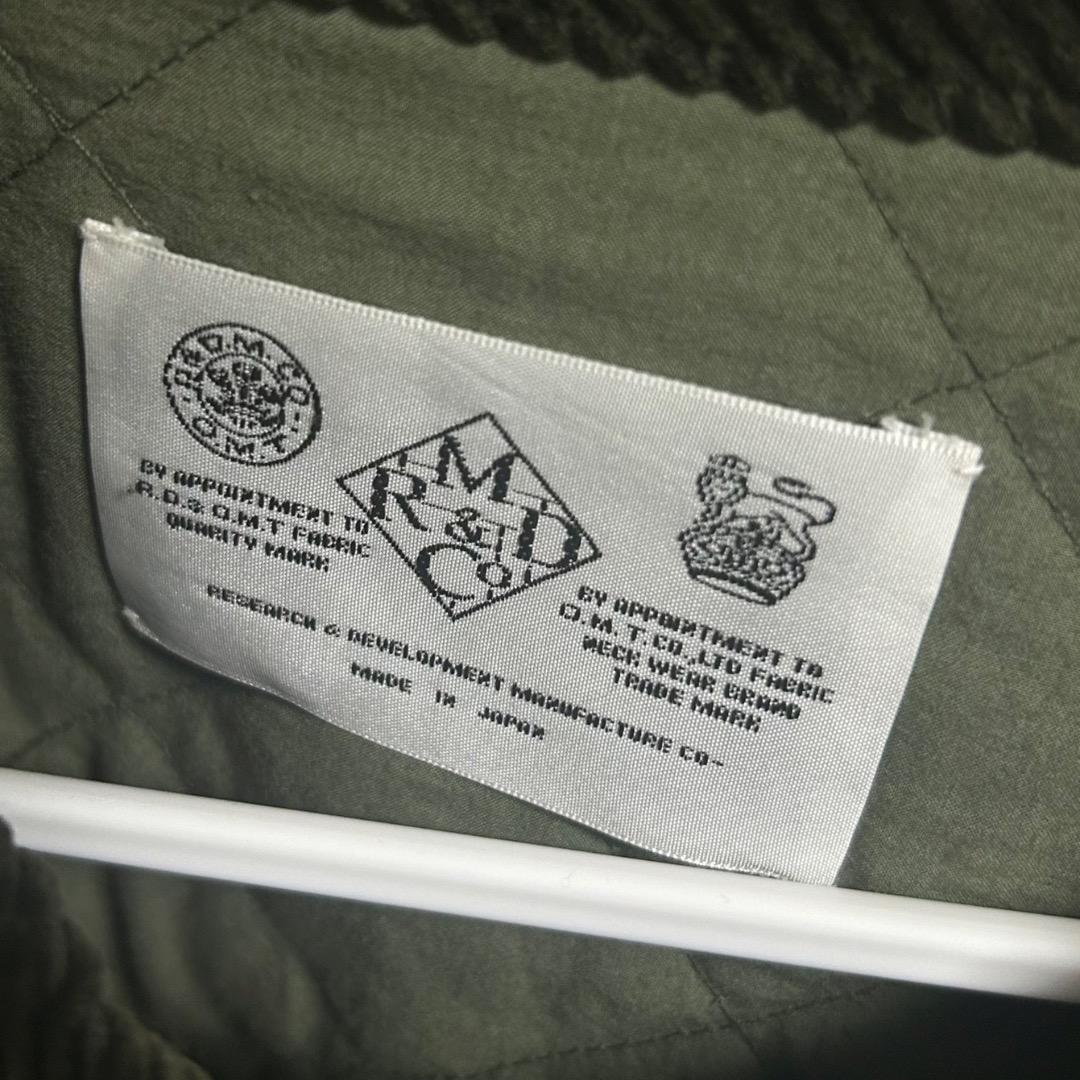 R&D.M.CO-
O.M.T.
BY APPOINTMENT TO
R.D.& O.M.T FABRIC
QUARITY MARK
M
R&D
Co.
BY APPOINTMENT TO
O.M.T.CO.,LTD FABRIC
NECK WEAR BRAND
TRADE MARK
RESEARCH & DEVELOPMENT MANUFACTURE CO-
MADE IN JAPAN